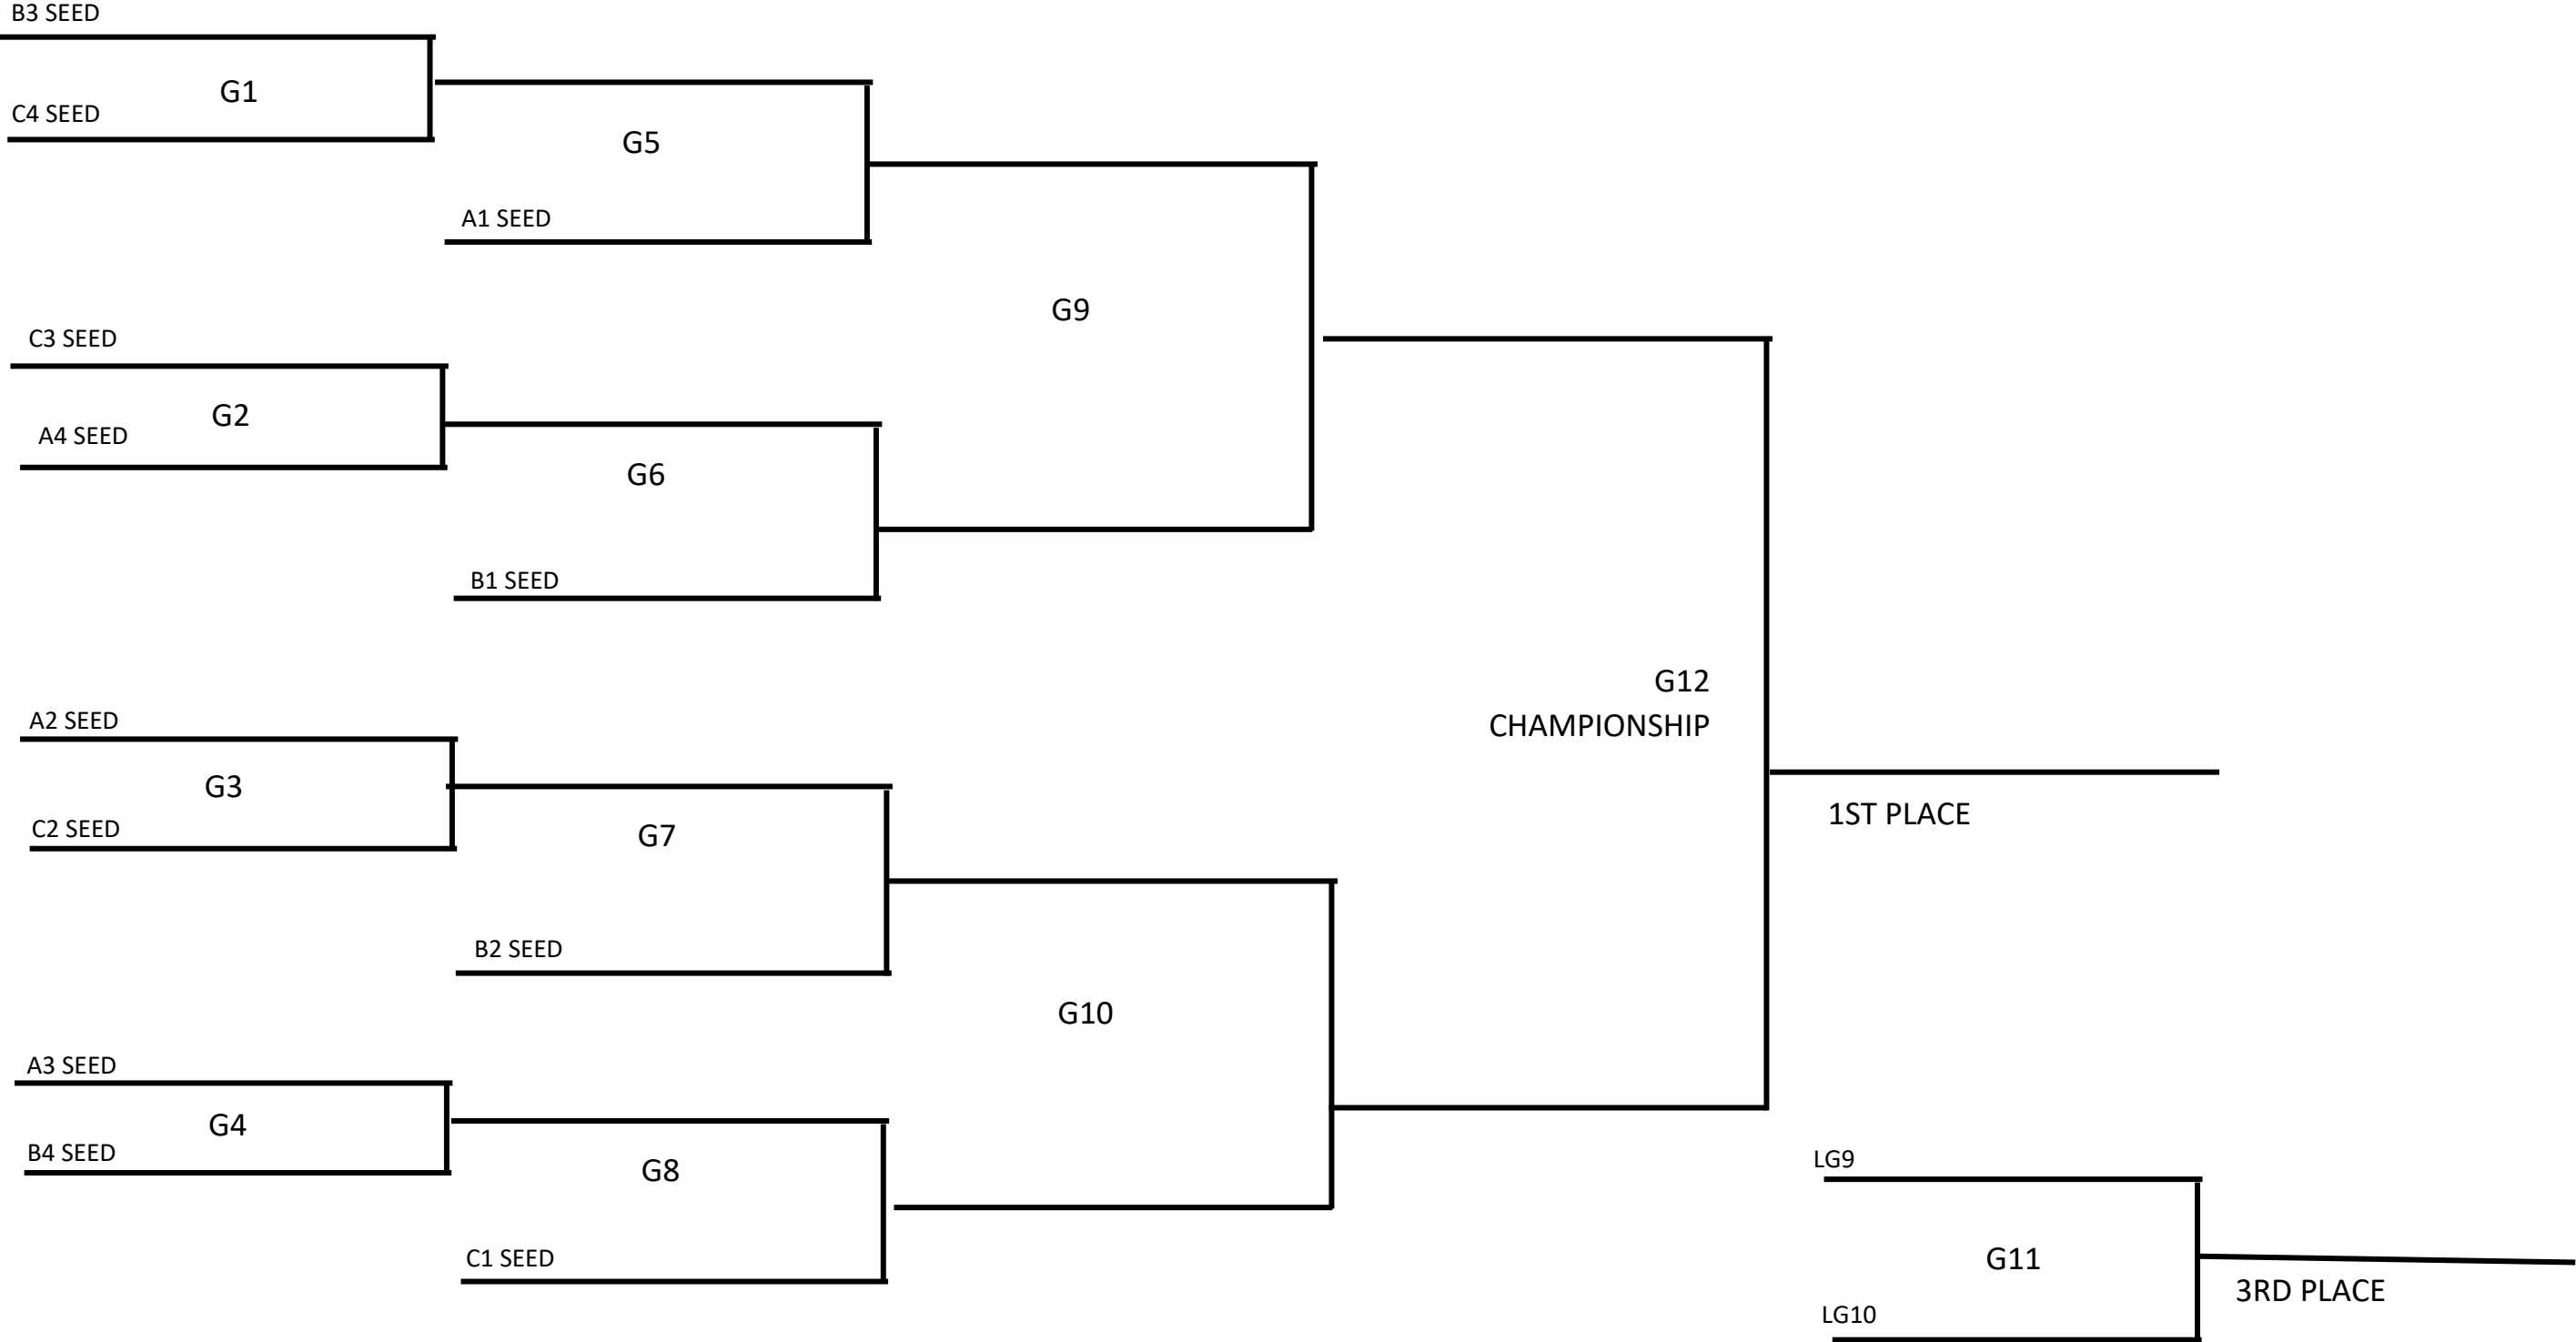 B3 SEED
G1
C4 SEED
G5
A1 SEED
G9
C3 SEED
G2
A4 SEED
G6
B1 SEED
G12
CHAMPIONSHIP
A2 SEED
G3
C2 SEED
G7
1ST PLACE
B2 SEED
G10
A3 SEED
G4
B4 SEED
G8
C1 SEED
LG9
G11
3RD PLACE
LG10